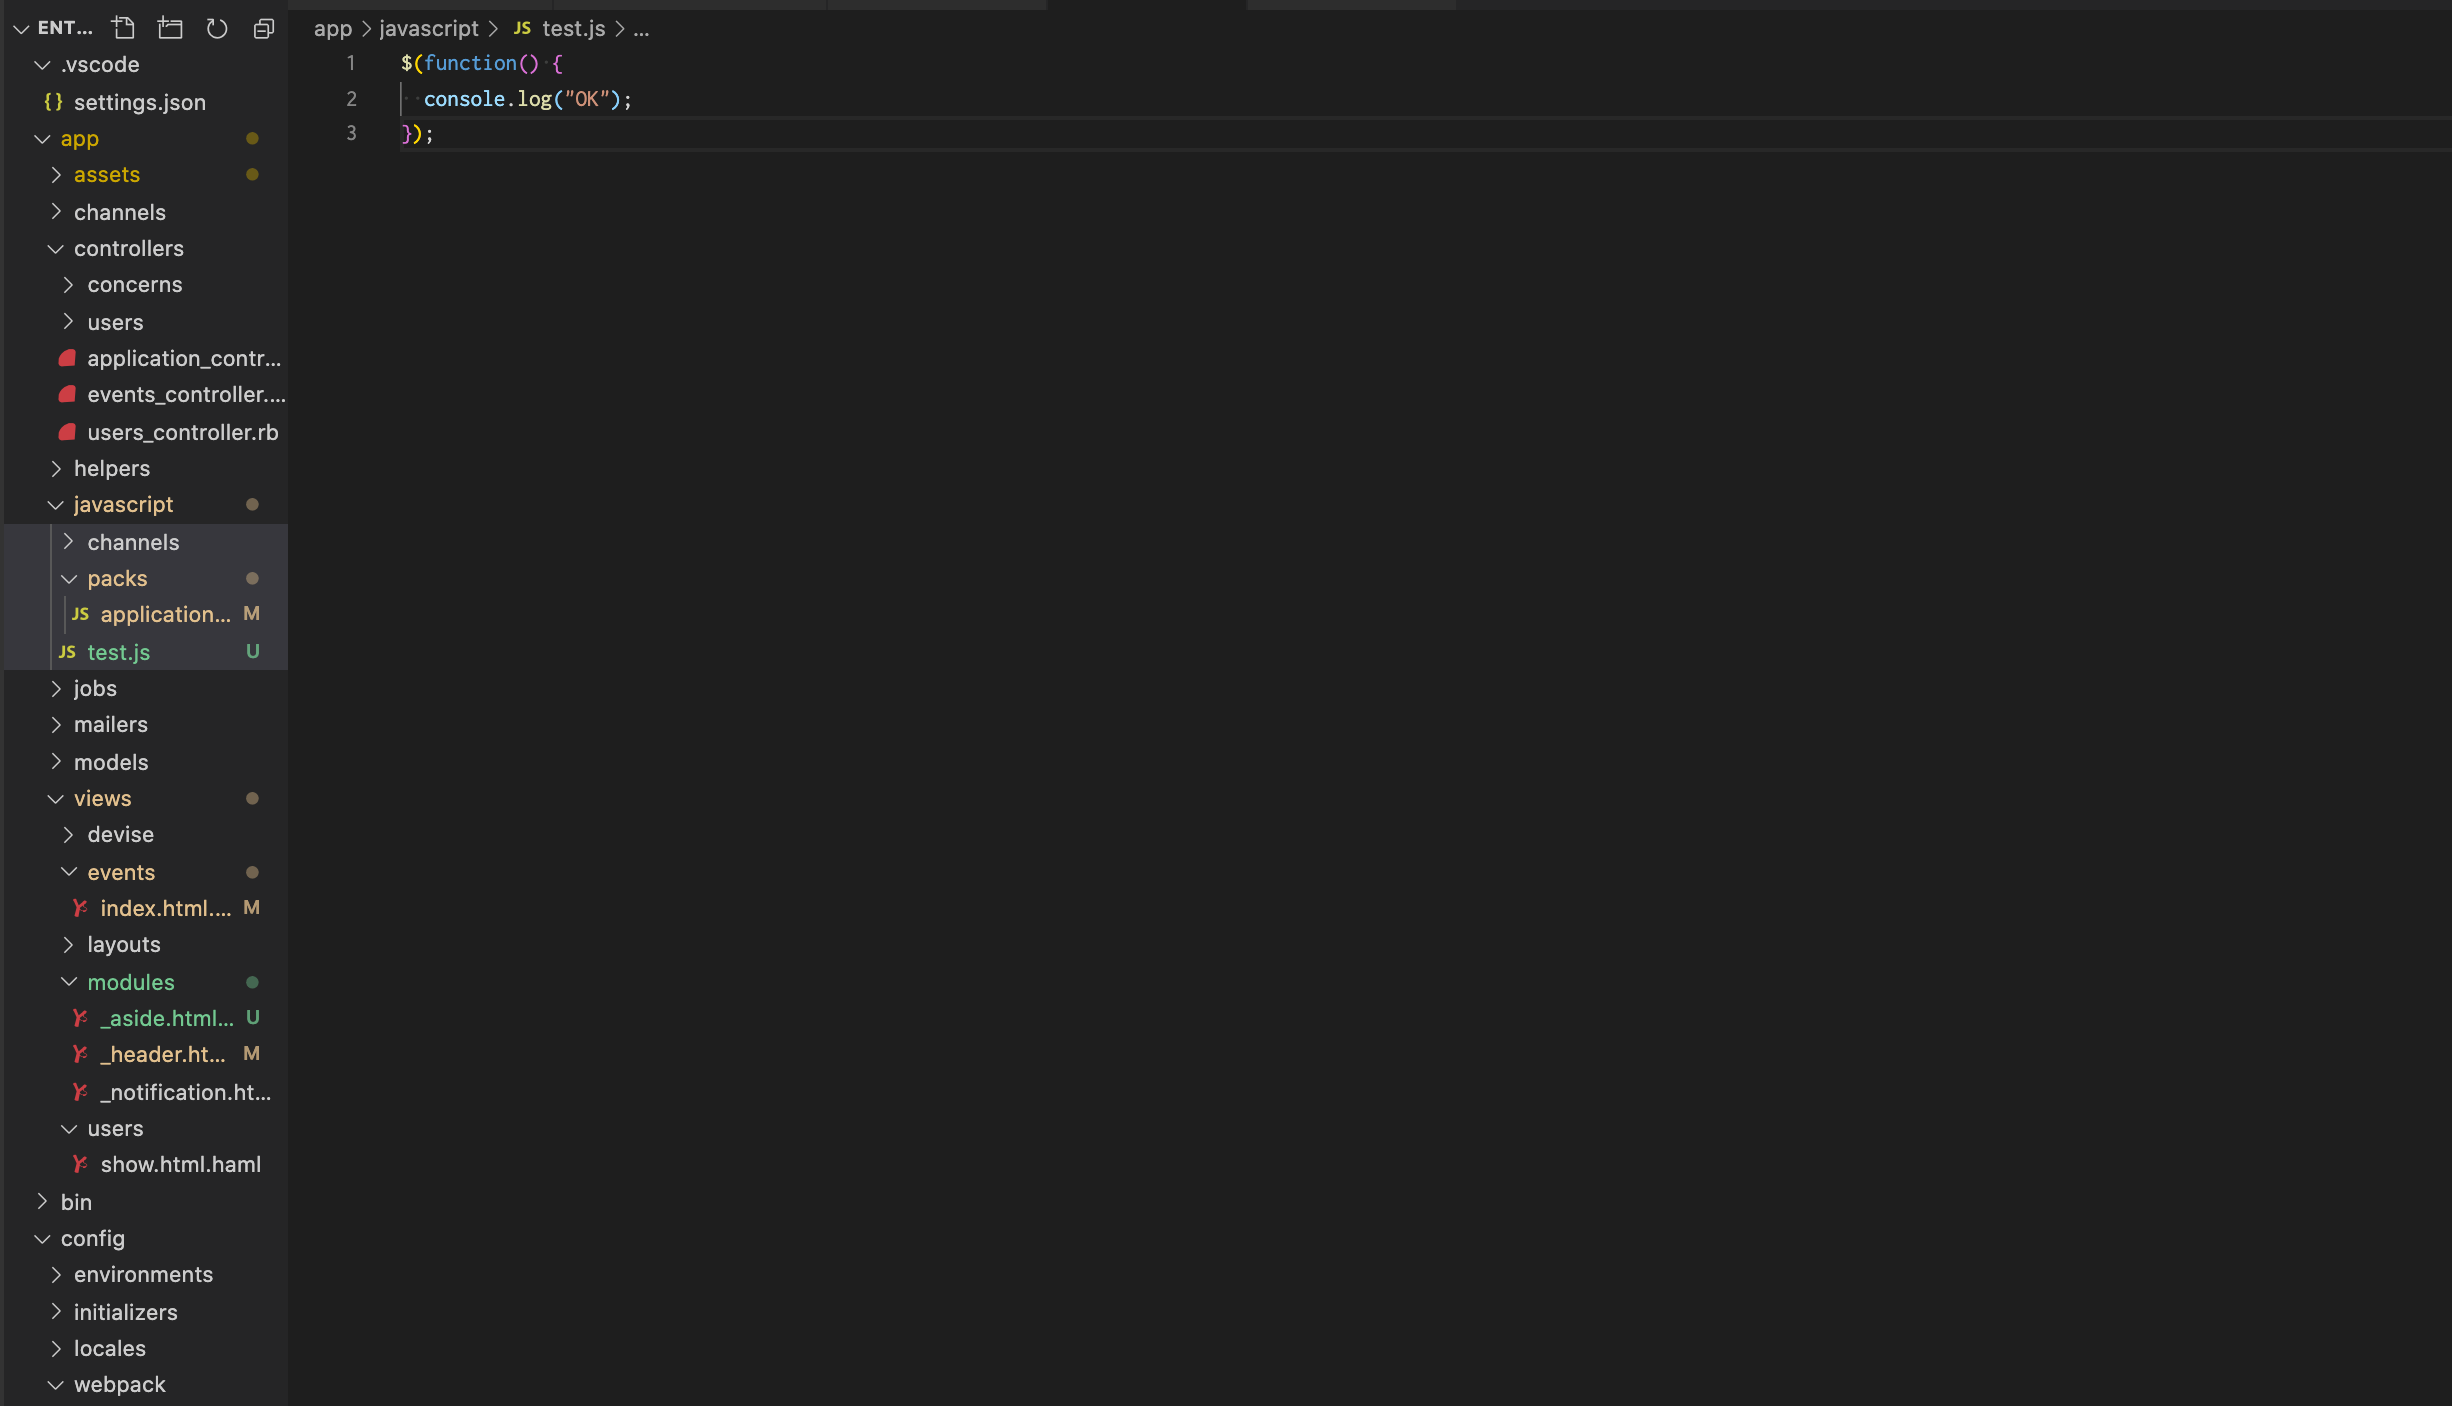 ENT...
.vscode
{} settings.json
app
assets
channels
controllers
concerns
users
application_contr...
events_controller....
users_controller.rb
helpers
javascript
channels
packs
JS application... M
JS test.js U
jobs
mailers
models
views
devise
events
index.html.... M
layouts
modules
_aside.html... U
_header.ht... M
_notification.ht...
users
show.html.haml
bin
config
environments
initializers
locales
webpack
app > javascript > JS test.js > ...
1 $(function() {
2 console.log("OK");
3 });